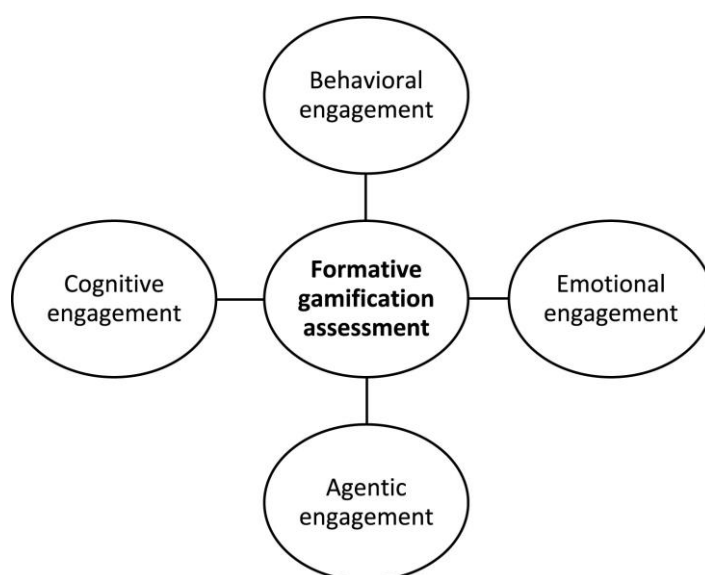 Behavioral
engagement
Cognitive
engagement
Formative
gamification
assessment
Emotional
engagement
Agentic
engagement